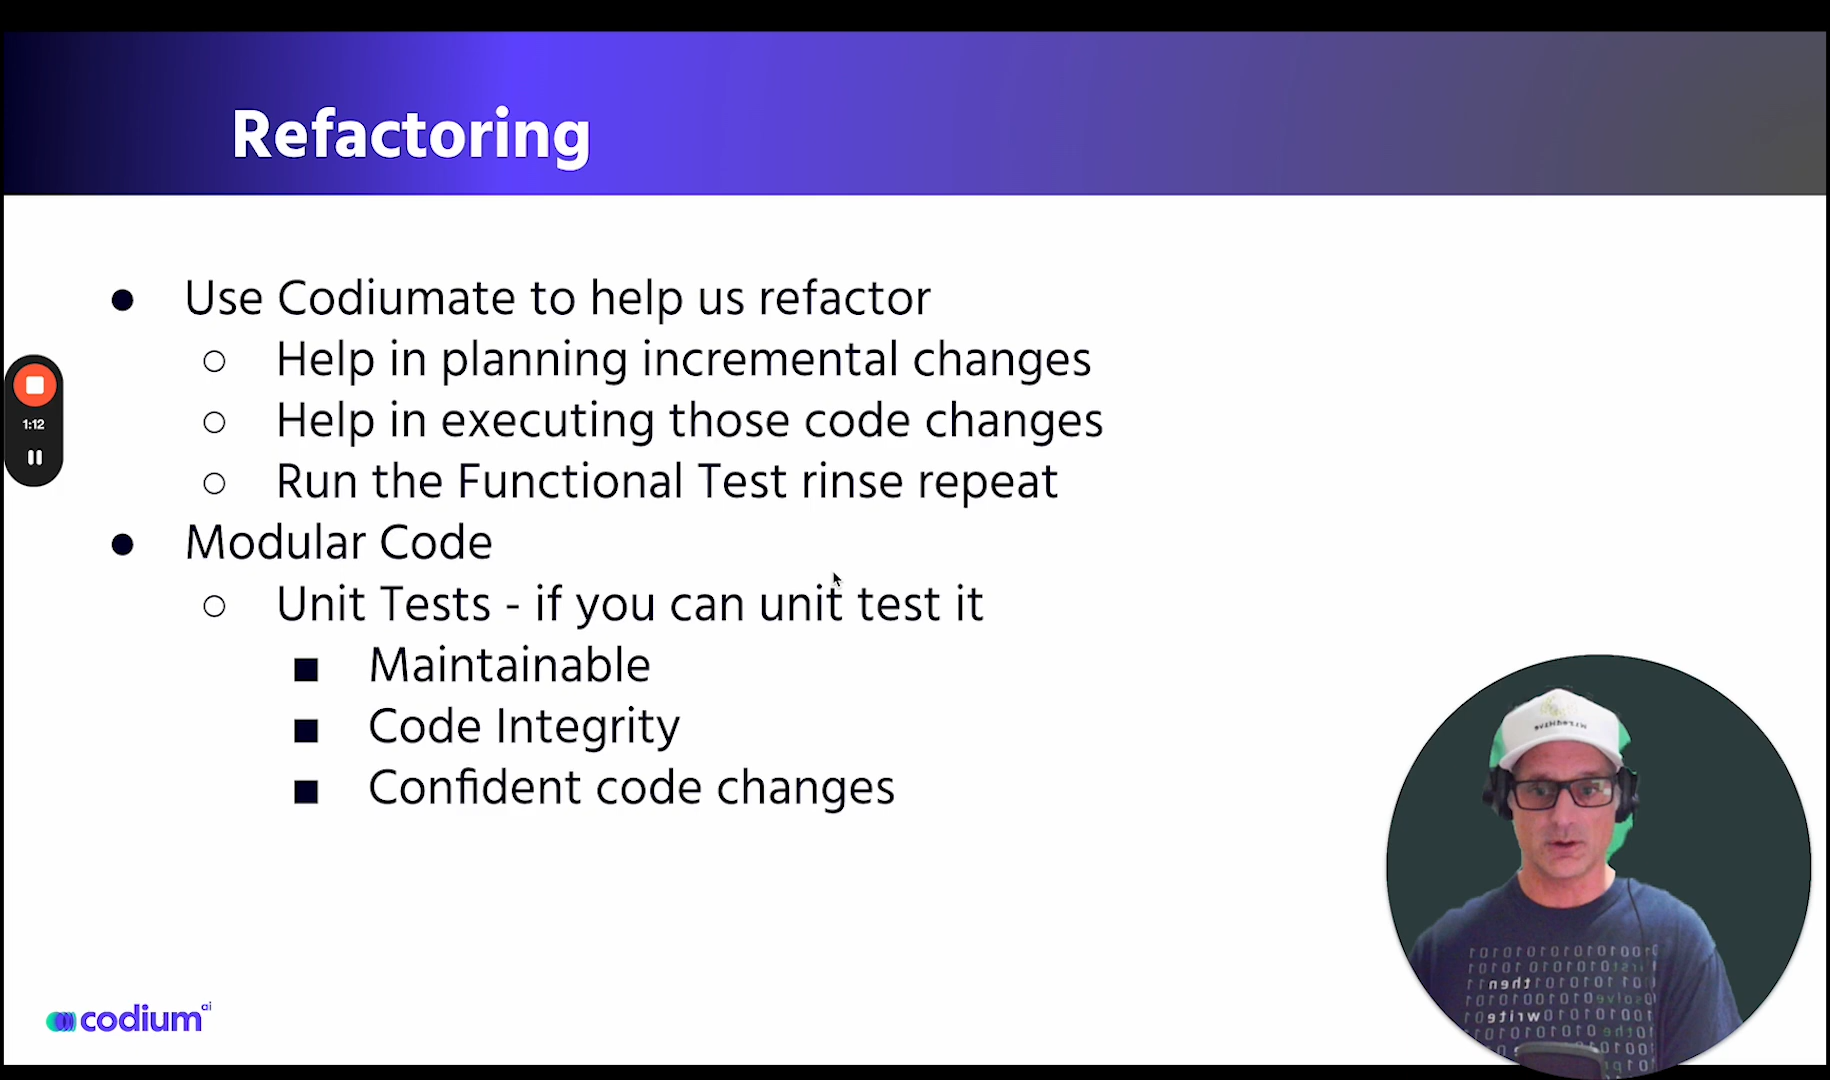 Refactoring
● Use Codiumate to help us refactor
○ Help in planning incremental changes
○ Help in executing those code changes
○ Run the Functional Test rinse repeat
● Modular Code
○ Unit Tests - if you can unit test it
■ Maintainable
■ Code Integrity
■ Confident code changes
1:12
codium ai
then
write